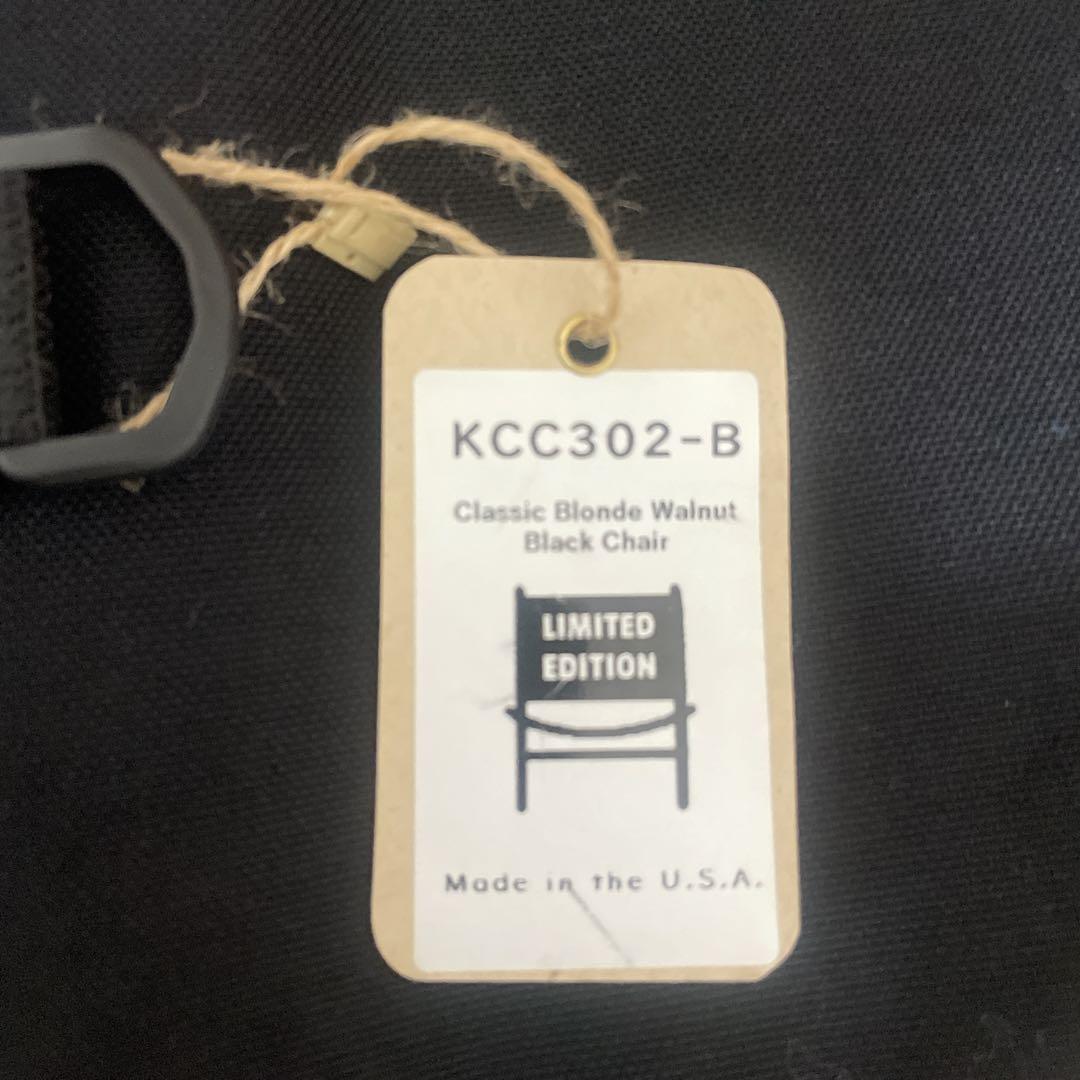 KCC302-B
Classic Blonde Walnut
Black Chair
LIMITED
EDITION
Made in the U.S.A.